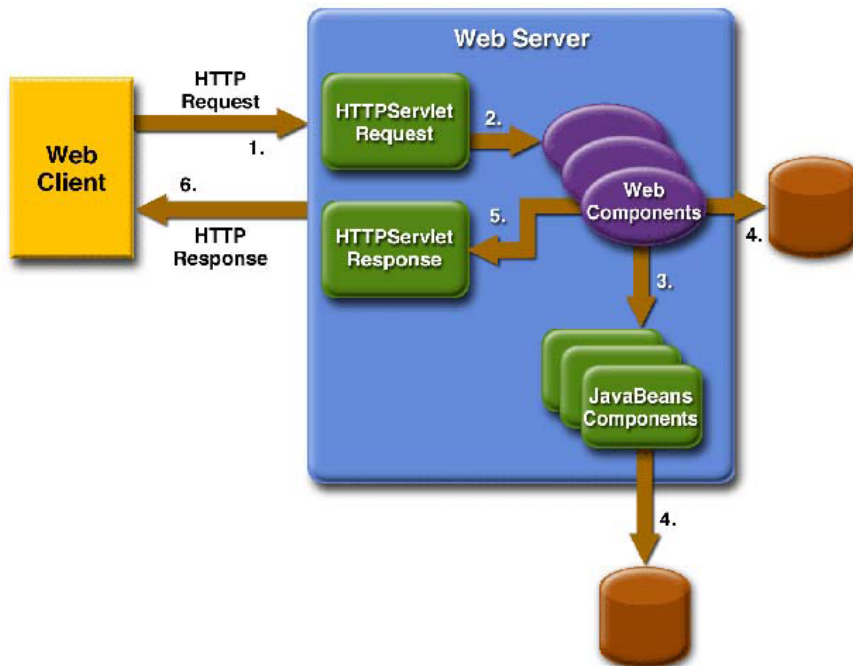 Web Server
HTTP
Request
1.
HTTPServlet
Request
2.
Web
Client
6.
HTTP
Response
HTTPServlet
Response
5.
Web
Components
4.
3.
JavaBeans
Components
4.